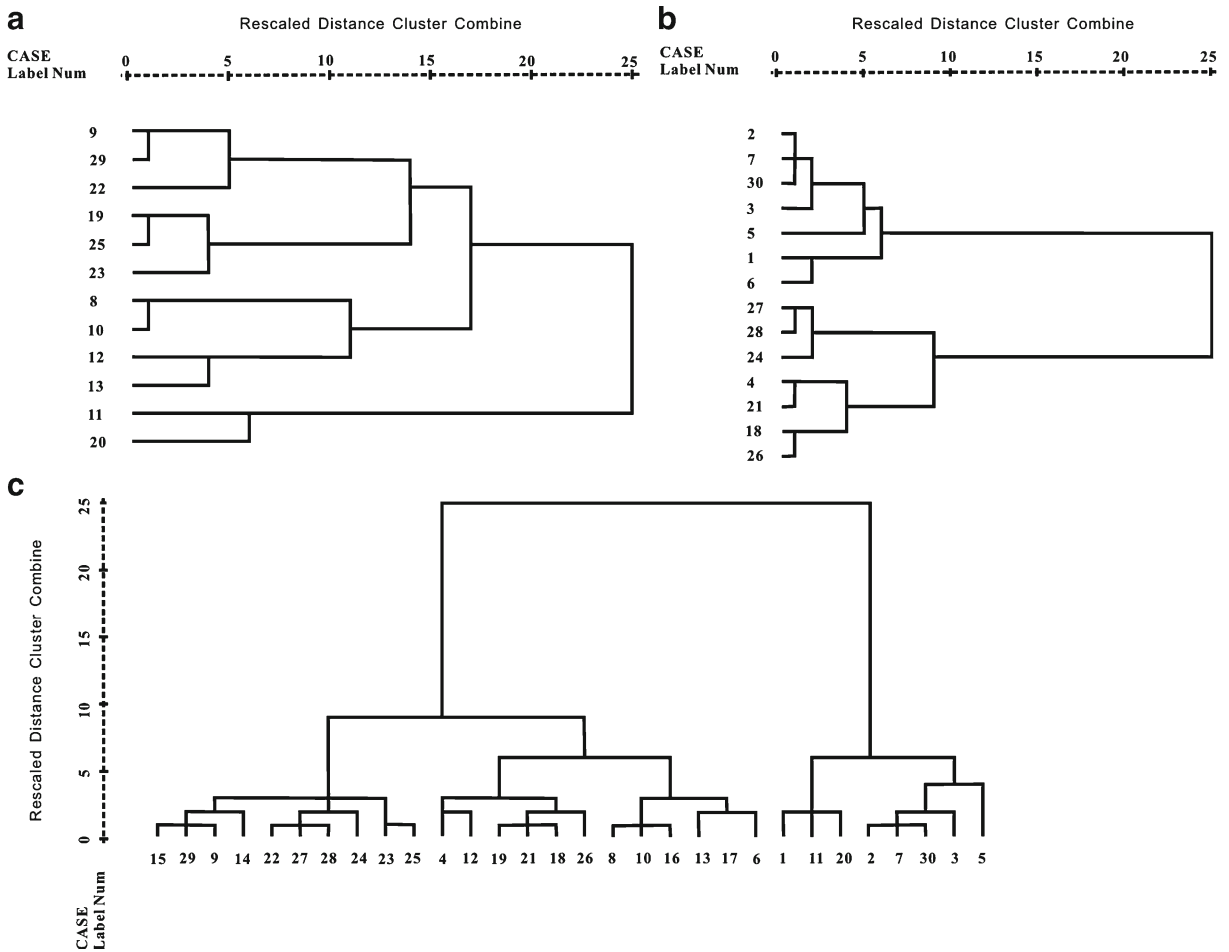 a
Rescaled Distance Cluster Combine
CASE
Label Num
0 5 10 15 20 25
9
29
22
19
25
23
8
10
12
13
11
20
b
Rescaled Distance Cluster Combine
CASE
Label Num
0 5 10 15 20 25
2
7
30
3
5
1
6
27
28
24
4
21
18
26
c
Rescaled Distance Cluster Combine
25
20
15
10
5
0
15 29 9 14 22 27 28 24 23 25 4 12 19 21 18 26 8 10 16 13 17 6 1 11 20 2 7 30 3 5
CASE
Label Num